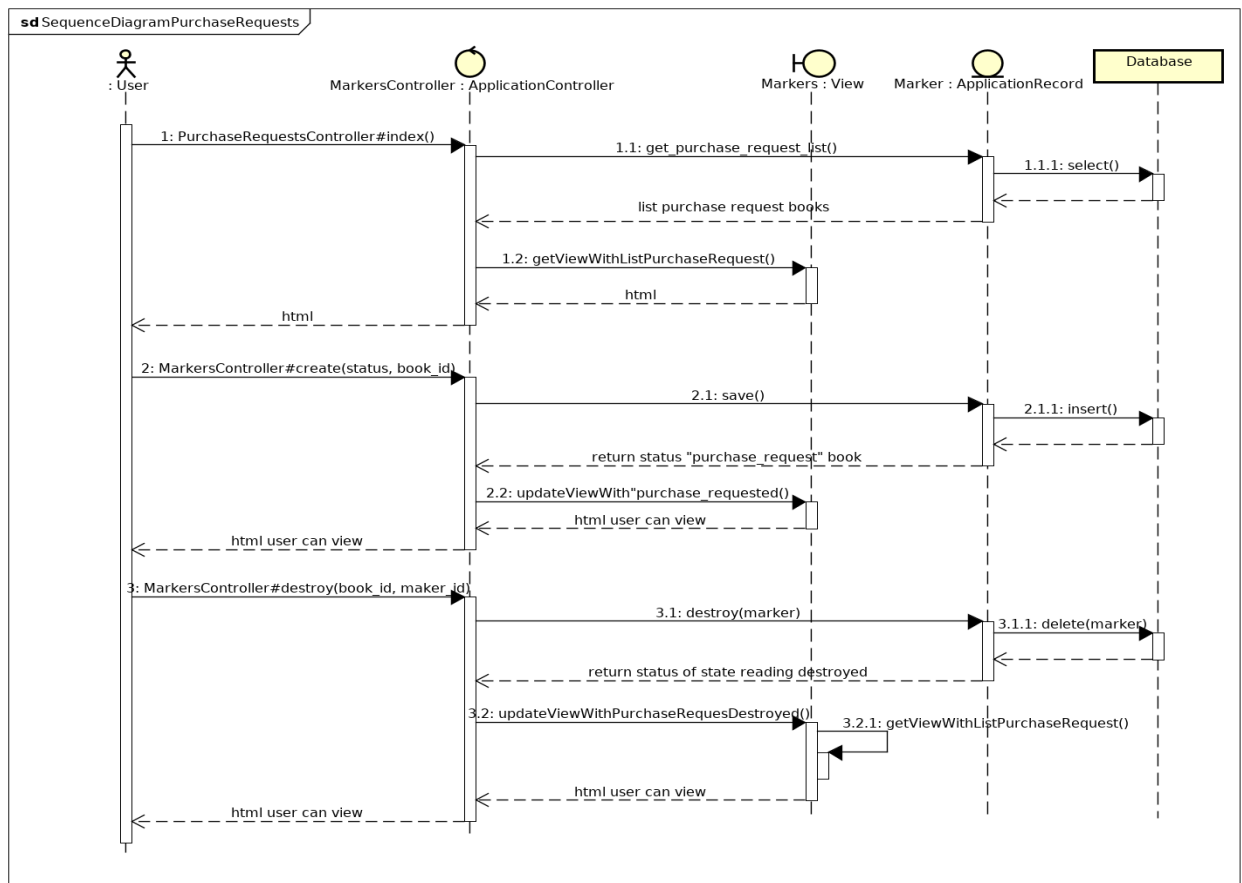 sd SequenceDiagramPurchaseRequests
: User
MarkersController : ApplicationController
Markers : View
Marker : ApplicationRecord
Database
1: PurchaseRequestsController#index()
1.1: get_purchase_request_list()
1.1.1: select()
list purchase request books
1.2: getViewWithListPurchaseRequest()
html
html
2: MarkersController#create(status, book_id)
2.1: save()
2.1.1: insert()
return status "purchase_request" book
2.2: updateViewWith"purchase_requested()
html user can view
html user can view
3: MarkersController#destroy(book_id, maker_id)
3.1: destroy(marker)
3.1.1: delete(marker)
return status of state reading destroyed
3.2: updateViewWithPurchaseRequesDestroyed()
3.2.1: getViewWithListPurchaseRequest()
html user can view
html user can view